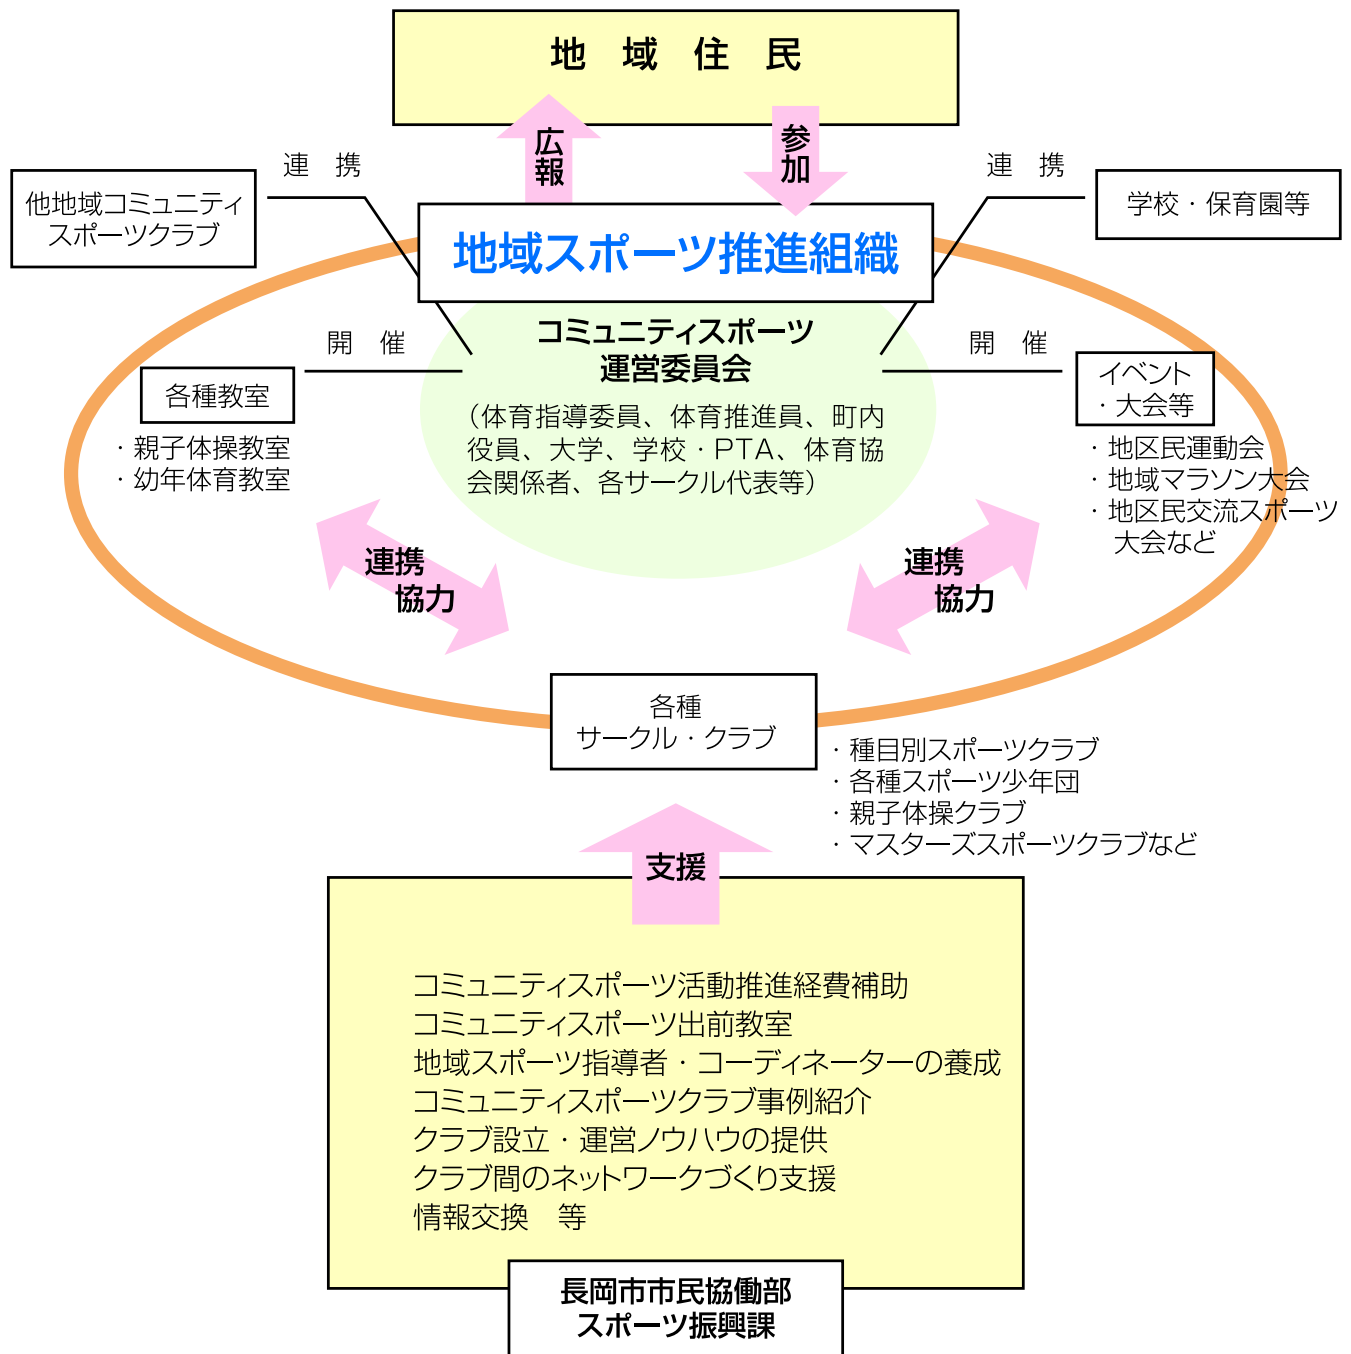 地 域 住 民
広報
参加
連 携
連 携
他地域コミュニティ
スポーツクラブ
学校・保育園等
地域スポーツ推進組織
コミュニティスポーツ
運営委員会
開 催
開 催
各種教室
イベント
・大会等
（体育指導委員、体育推進員、町内
役員、大学、学校・PTA、体育協
会関係者、各サークル代表等）
・親子体操教室
・幼年体育教室
・地区民運動会
・地域マラソン大会
・地区民交流スポーツ
大会など
連携
協力
連携
協力
各種
サークル・クラブ
・種目別スポーツクラブ
・各種スポーツ少年団
・親子体操クラブ
・マスターズスポーツクラブなど
支援
コミュニティスポーツ活動推進経費補助
コミュニティスポーツ出前教室
地域スポーツ指導者・コーディネーターの養成
コミュニティスポーツクラブ事例紹介
クラブ設立・運営ノウハウの提供
クラブ間のネットワークづくり支援
情報交換 等
長岡市市民協働部
スポーツ振興課